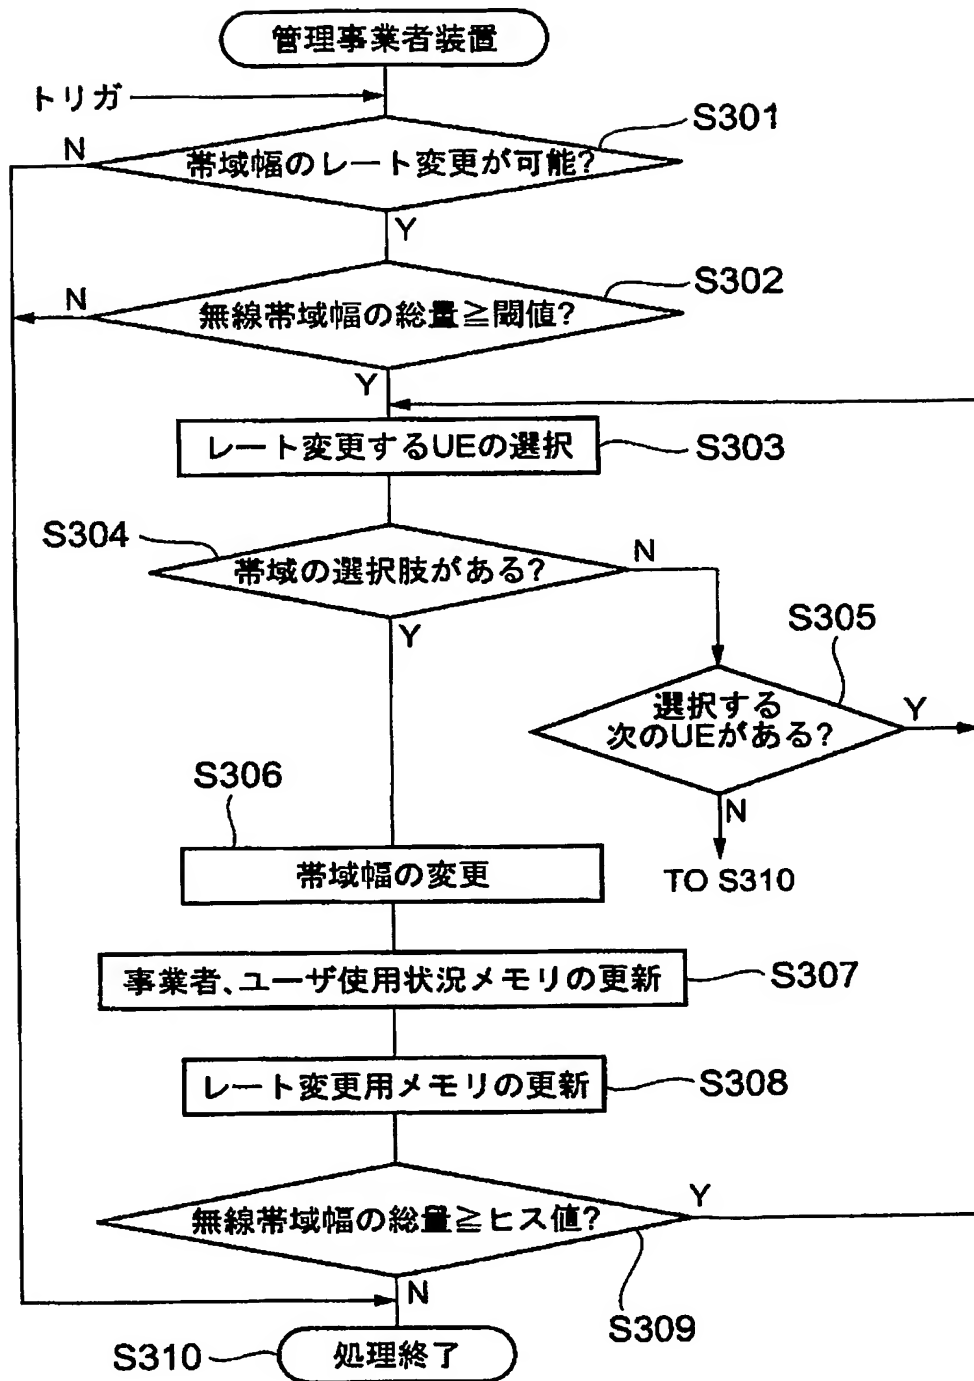 管理事業者装置
トリガ
S301
N
帯域幅のレート変更が可能?
Y
S302
N
無線帯域幅の総量≧閾値?
Y
レート変更するUEの選択
S303
S304
帯域の選択肢がある?
N
Y
S305
選択する
次のUEがある?
Y
N
TO S310
S306
帯域幅の変更
事業者、ユーザ使用状況メモリの更新
S307
レート変更用メモリの更新
S308
無線帯域幅の総量≧ヒス値?
Y
N
S309
S310
処理終了